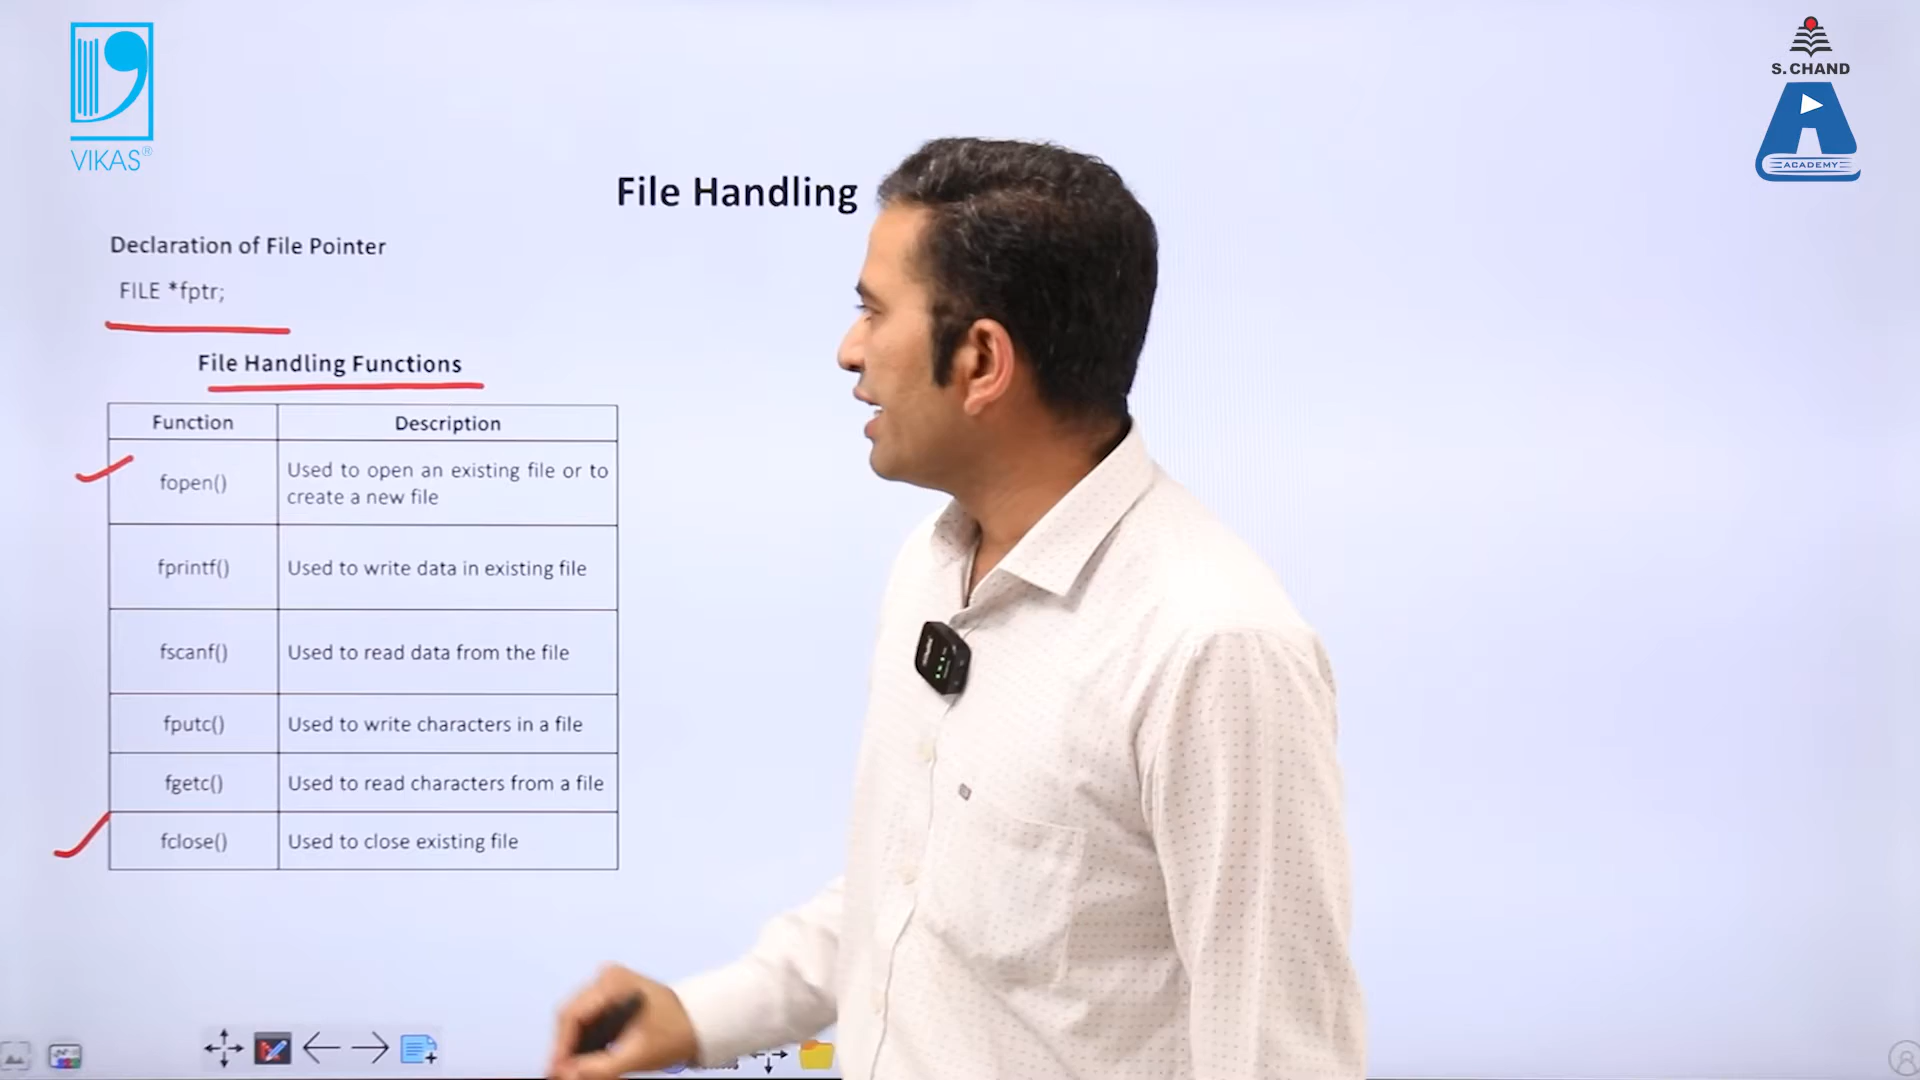 VIKAS®
S. CHAND
ACADEMY
File Handling
Declaration of File Pointer
FILE *fptr;
File Handling Functions
Function Description
fopen() Used to open an existing file or to
create a new file
fprintf() Used to write data in existing file
fscanf() Used to read data from the file
fputc() Used to write characters in a file
fgetc() Used to read characters from a file
fclose() Used to close existing file